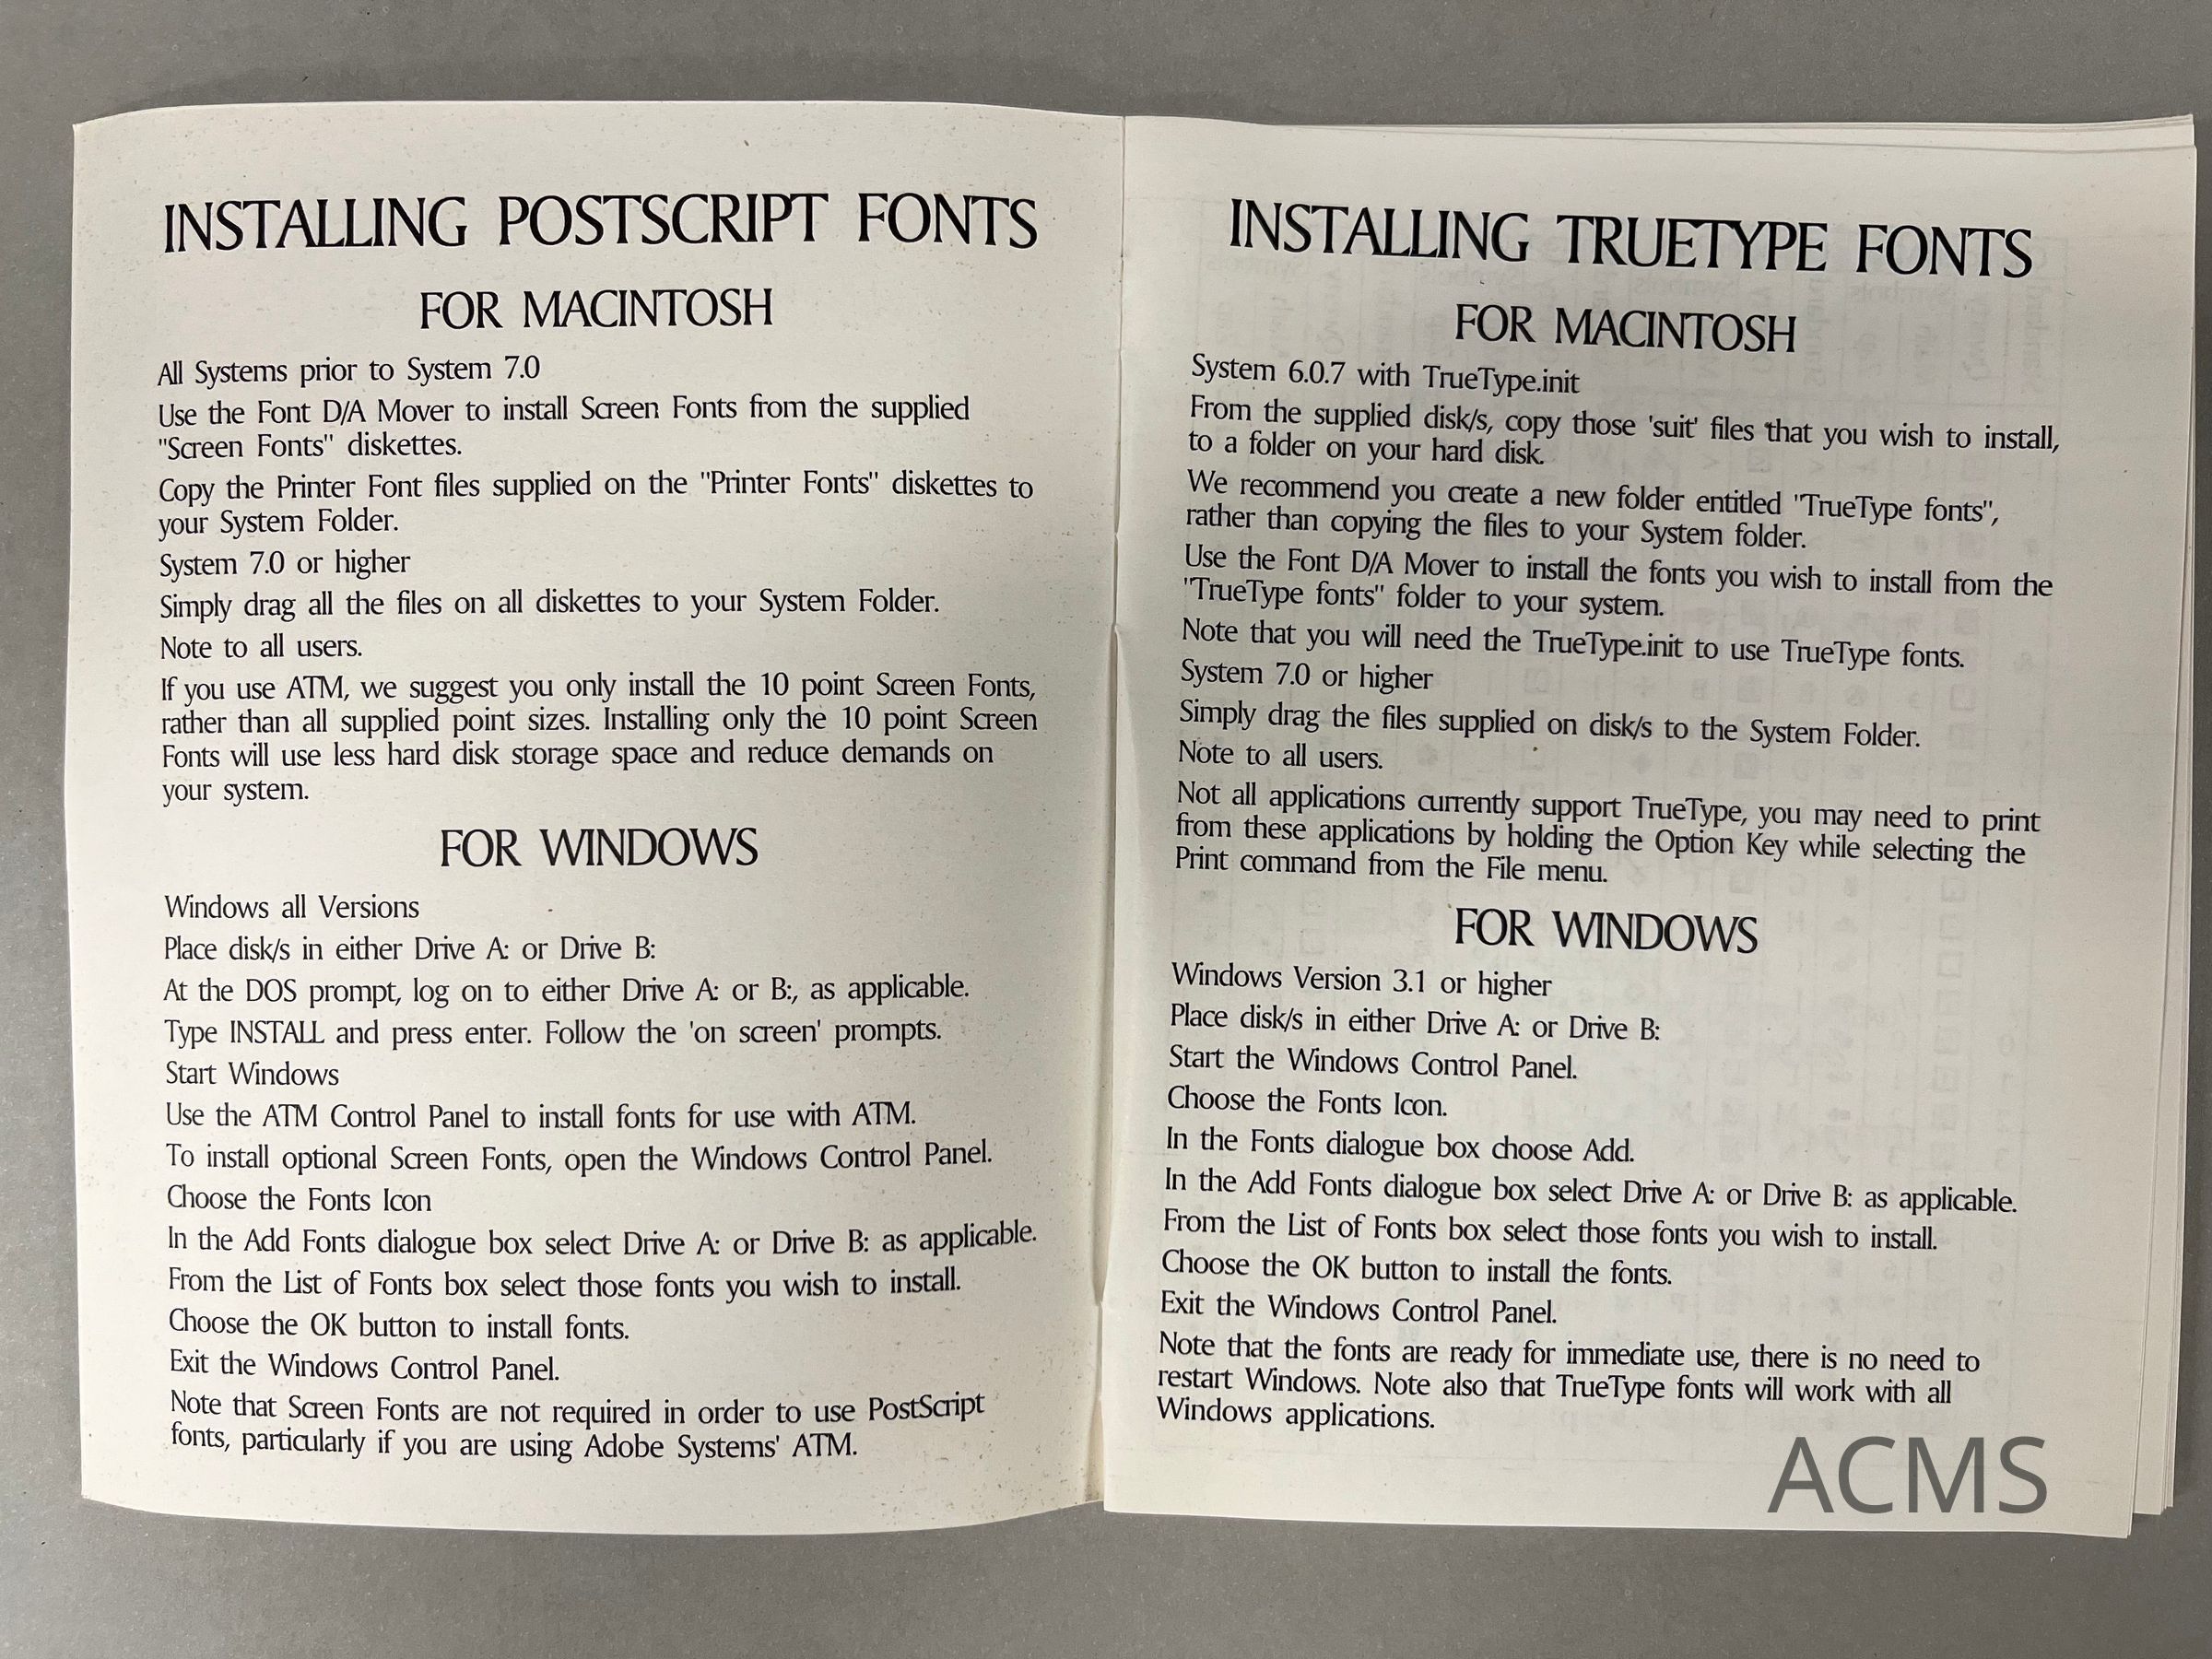 INSTALLING POSTSCRIPT FONTS
FOR MACINTOSH
All Systems prior to System 7.0
Use the Font D/A Mover to install Screen Fonts from the supplied
"Screen Fonts" diskettes.
Copy the Printer Font files supplied on the "Printer Fonts" diskettes to
your System Folder.
System 7.0 or higher
Simply drag all the files on all diskettes to your System Folder.
Note to all users.
If you use ATM, we suggest you only install the 10 point Screen Fonts,
rather than all supplied point sizes. Installing only the 10 point Screen
Fonts will use less hard disk storage space and reduce demands on
your system.
FOR WINDOWS
Windows all Versions
Place disk/s in either Drive A: or Drive B:
At the DOS prompt, log on to either Drive A: or B:, as applicable.
Type INSTALL and press enter. Follow the 'on screen' prompts.
Start Windows
Use the ATM Control Panel to install fonts for use with ATM.
To install optional Screen Fonts, open the Windows Control Panel.
Choose the Fonts Icon
In the Add Fonts dialogue box select Drive A: or Drive B: as applicable.
From the List of Fonts box select those fonts you wish to install.
Choose the OK button to install fonts.
Exit the Windows Control Panel.
Note that Screen Fonts are not required in order to use PostScript
fonts, particularly if you are using Adobe Systems' ATM.
INSTALLING TRUETYPE FONTS
FOR MACINTOSH
System 6.0.7 with TrueType.init
From the supplied disk/s, copy those 'suit' files that you wish to install,
to a folder on your hard disk.
We recommend you create a new folder entitled "TrueType fonts",
rather than copying the files to your System folder.
Use the Font D/A Mover to install the fonts you wish to install from the
"TrueType fonts" folder to your system.
Note that you will need the TrueType.init to use TrueType fonts.
System 7.0 or higher
Simply drag the files supplied on disk/s to the System Folder.
Note to all users.
Not all applications currently support TrueType, you may need to print
from these applications by holding the Option Key while selecting the
Print command from the File menu.
FOR WINDOWS
Windows Version 3.1 or higher
Place disk/s in either Drive A: or Drive B:
Start the Windows Control Panel.
Choose the Fonts Icon.
In the Fonts dialogue box choose Add.
In the Add Fonts dialogue box select Drive A: or Drive B: as applicable.
From the List of Fonts box select those fonts you wish to install.
Choose the OK button to install the fonts.
Exit the Windows Control Panel.
Note that the fonts are ready for immediate use, there is no need to
restart Windows. Note also that TrueType fonts will work with all
Windows applications.
ACMS